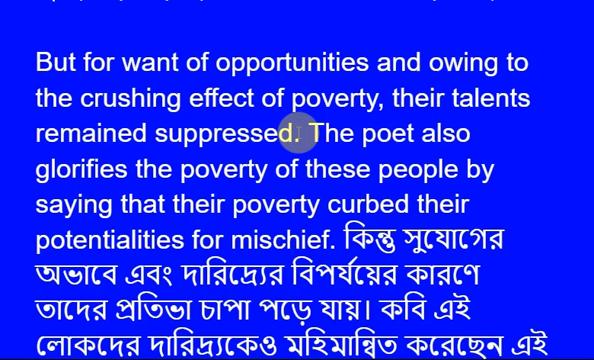 But for want of opportunities and owing to
the crushing effect of poverty, their talents
remained suppressed. The poet also
glorifies the poverty of these people by
saying that their poverty curbed their
potentialities for mischief. কিন্তু সুযোগের
অভাবে এবং দারিদ্র্যের বিপর্যয়ের কারণে
তাদের প্রতিভা চাপা পড়ে যায়। কবি এই
লোকদের দারিদ্র্যকেও মহিমান্বিত করেছেন এই